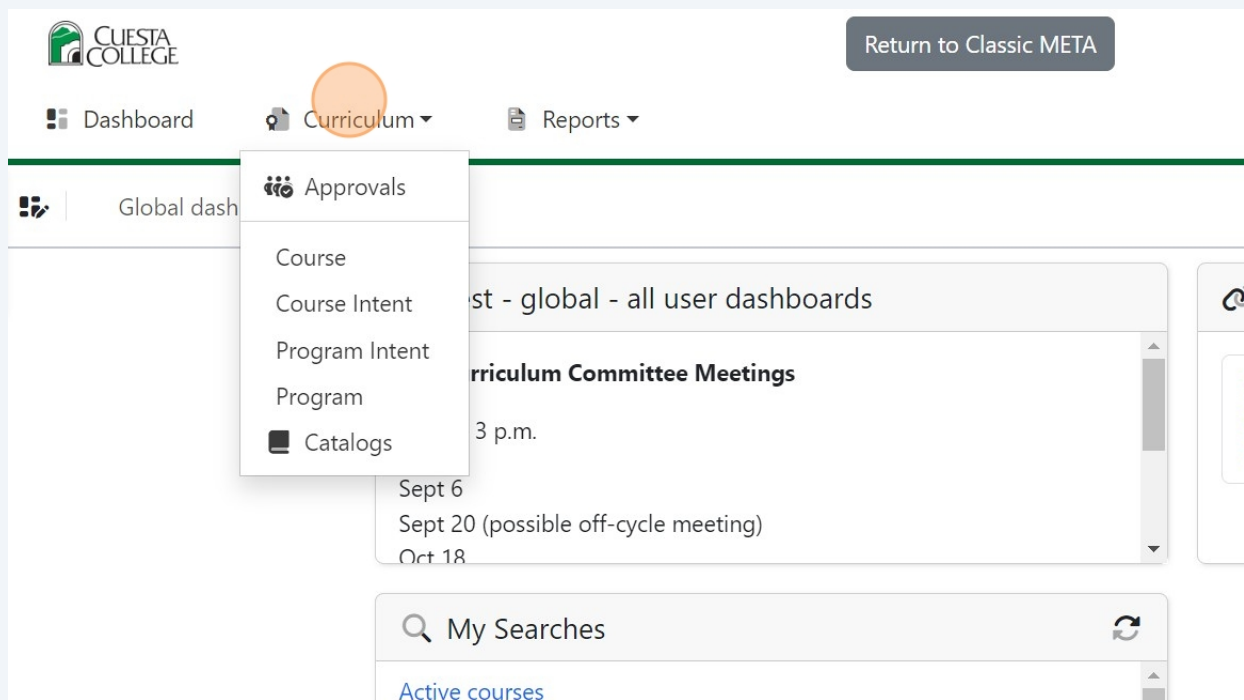 CUESTA
COLLEGE
Return to Classic META
Dashboard
Curriculum
Reports
Approvals
Global dash
Course
Course Intent
Program Intent
Program
Catalogs
st - global - all user dashboards
rriculum Committee Meetings
3 p.m.
Sept 6
Sept 20 (possible off-cycle meeting)
Oct 18
My Searches
Active courses